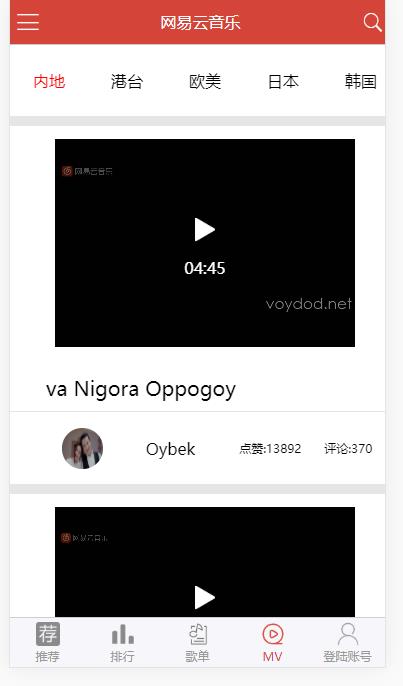 网易云音乐
内地 港台 欧美 日本 韩国
网易云音乐
04:45
voydod.net
va Nigora Oppogoy
Oybek 点赞:13892 评论:370
网易云音乐
荐
推荐 排行 歌单 MV 登陆账号